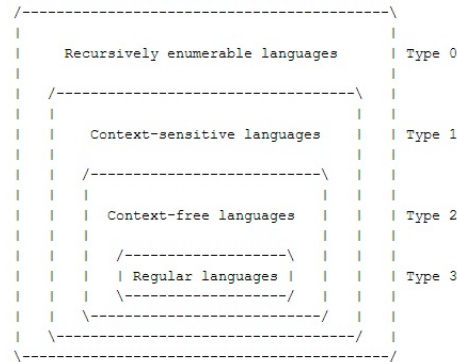 Recursively enumerable languages Type 0
Context-sensitive languages Type 1
Context-free languages Type 2
Regular languages Type 3